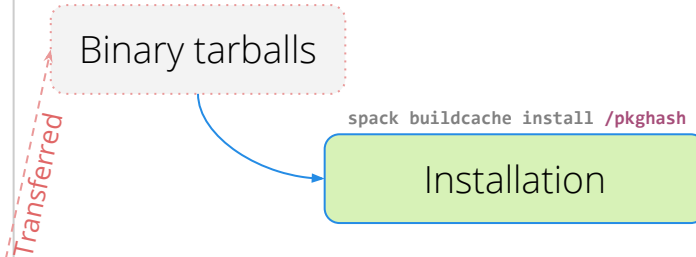 Binary tarballs
spack buildcache install /pkghash
Installation
Transferred